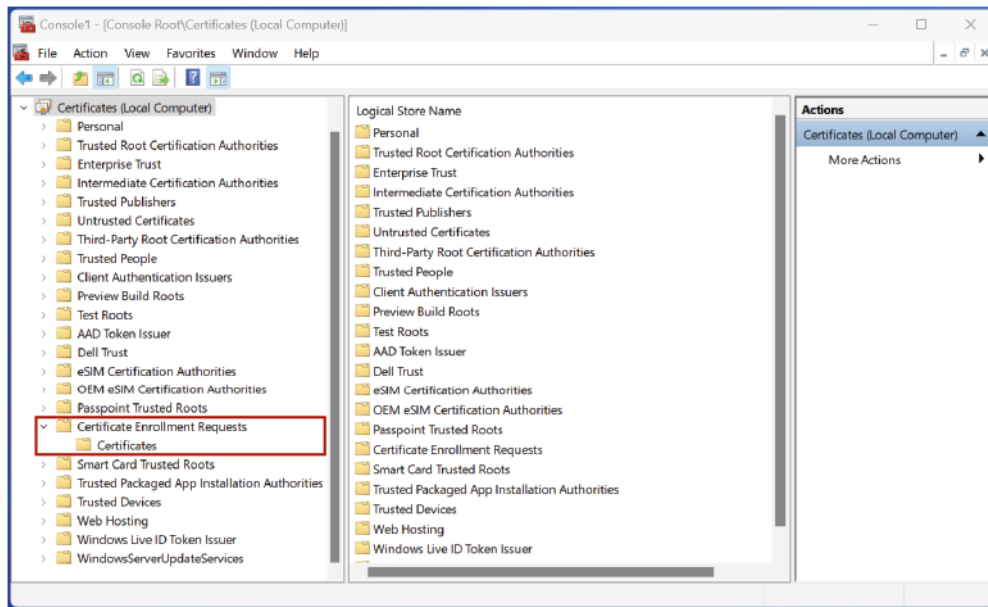 Console1 - [Console Root\Certificates (Local Computer)]
File Action View Favorites Window Help
Certificates (Local Computer)
Personal
Trusted Root Certification Authorities
Enterprise Trust
Intermediate Certification Authorities
Trusted Publishers
Untrusted Certificates
Third-Party Root Certification Authorities
Trusted People
Client Authentication Issuers
Preview Build Roots
Test Roots
AAD Token Issuer
Dell Trust
eSIM Certification Authorities
OEM eSIM Certification Authorities
Passpoint Trusted Roots
Certificate Enrollment Requests
Certificates
Smart Card Trusted Roots
Trusted Packaged App Installation Authorities
Trusted Devices
Web Hosting
Windows Live ID Token Issuer
WindowsServerUpdateServices
Logical Store Name
Personal
Trusted Root Certification Authorities
Enterprise Trust
Intermediate Certification Authorities
Trusted Publishers
Untrusted Certificates
Third-Party Root Certification Authorities
Trusted People
Client Authentication Issuers
Preview Build Roots
Test Roots
AAD Token Issuer
Dell Trust
eSIM Certification Authorities
OEM eSIM Certification Authorities
Passpoint Trusted Roots
Certificate Enrollment Requests
Smart Card Trusted Roots
Trusted Packaged App Installation Authorities
Trusted Devices
Web Hosting
Windows Live ID Token Issuer
Actions
Certificates (Local Computer)
More Actions